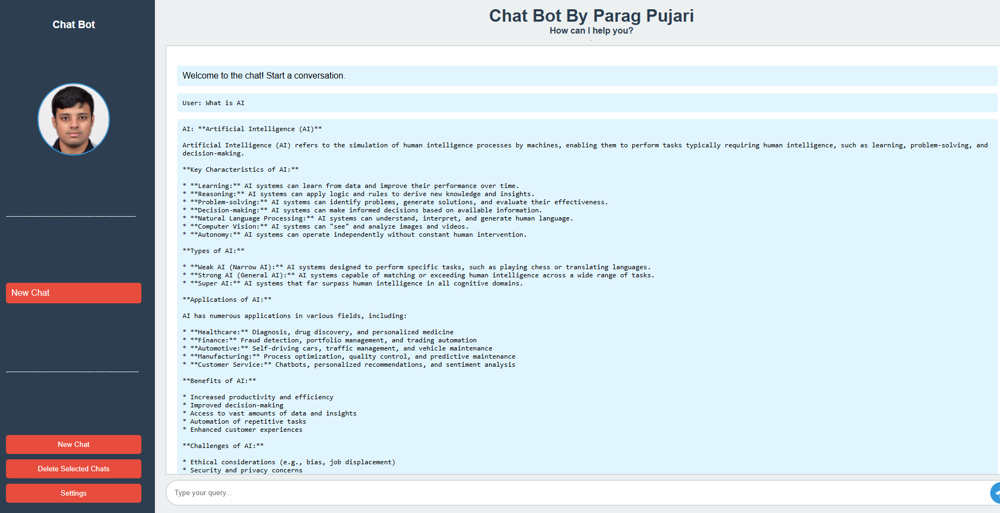 Chat Bot
New Chat
New Chat
Delete Selected Chats
Settings
Chat Bot By Parag Pujari
How can I help you?
Welcome to the chat! Start a conversation.
User: What is AI
AI: **Artificial Intelligence (AI)**
Artificial Intelligence (AI) refers to the simulation of human intelligence processes by machines, enabling them to perform tasks typically requiring human intelligence, such as learning, problem-solving, and
decision-making.
**Key Characteristics of AI:**
* **Learning:** AI systems can learn from data and improve their performance over time.
* **Reasoning:** AI systems can apply logic and rules to derive new knowledge and insights.
* **Problem-solving:** AI systems can identify problems, generate solutions, and evaluate their effectiveness.
* **Decision-making:** AI systems can make informed decisions based on available information.
* **Natural Language Processing:** AI systems can understand, interpret, and generate human language.
* **Computer Vision:** AI systems can "see" and analyze images and videos.
* **Autonomy:** AI systems can operate independently without constant human intervention.
**Types of AI:**
* **Weak AI (Narrow AI):** AI systems designed to perform specific tasks, such as playing chess or translating languages.
* **Strong AI (General AI):** AI systems capable of matching or exceeding human intelligence across a wide range of tasks.
* **Super AI:** AI systems that far surpass human intelligence in all cognitive domains.
**Applications of AI:**
AI has numerous applications in various fields, including:
* **Healthcare:** Diagnosis, drug discovery, and personalized medicine
* **Finance:** Fraud detection, portfolio management, and trading automation
* **Automotive:** Self-driving cars, traffic management, and vehicle maintenance
* **Manufacturing:** Process optimization, quality control, and predictive maintenance
* **Customer Service:** Chatbots, personalized recommendations, and sentiment analysis
**Benefits of AI:**
* Increased productivity and efficiency
* Improved decision-making
* Access to vast amounts of data and insights
* Automation of repetitive tasks
* Enhanced customer experiences
**Challenges of AI:**
* Ethical considerations (e.g., bias, job displacement)
* Security and privacy concerns
Type your query...